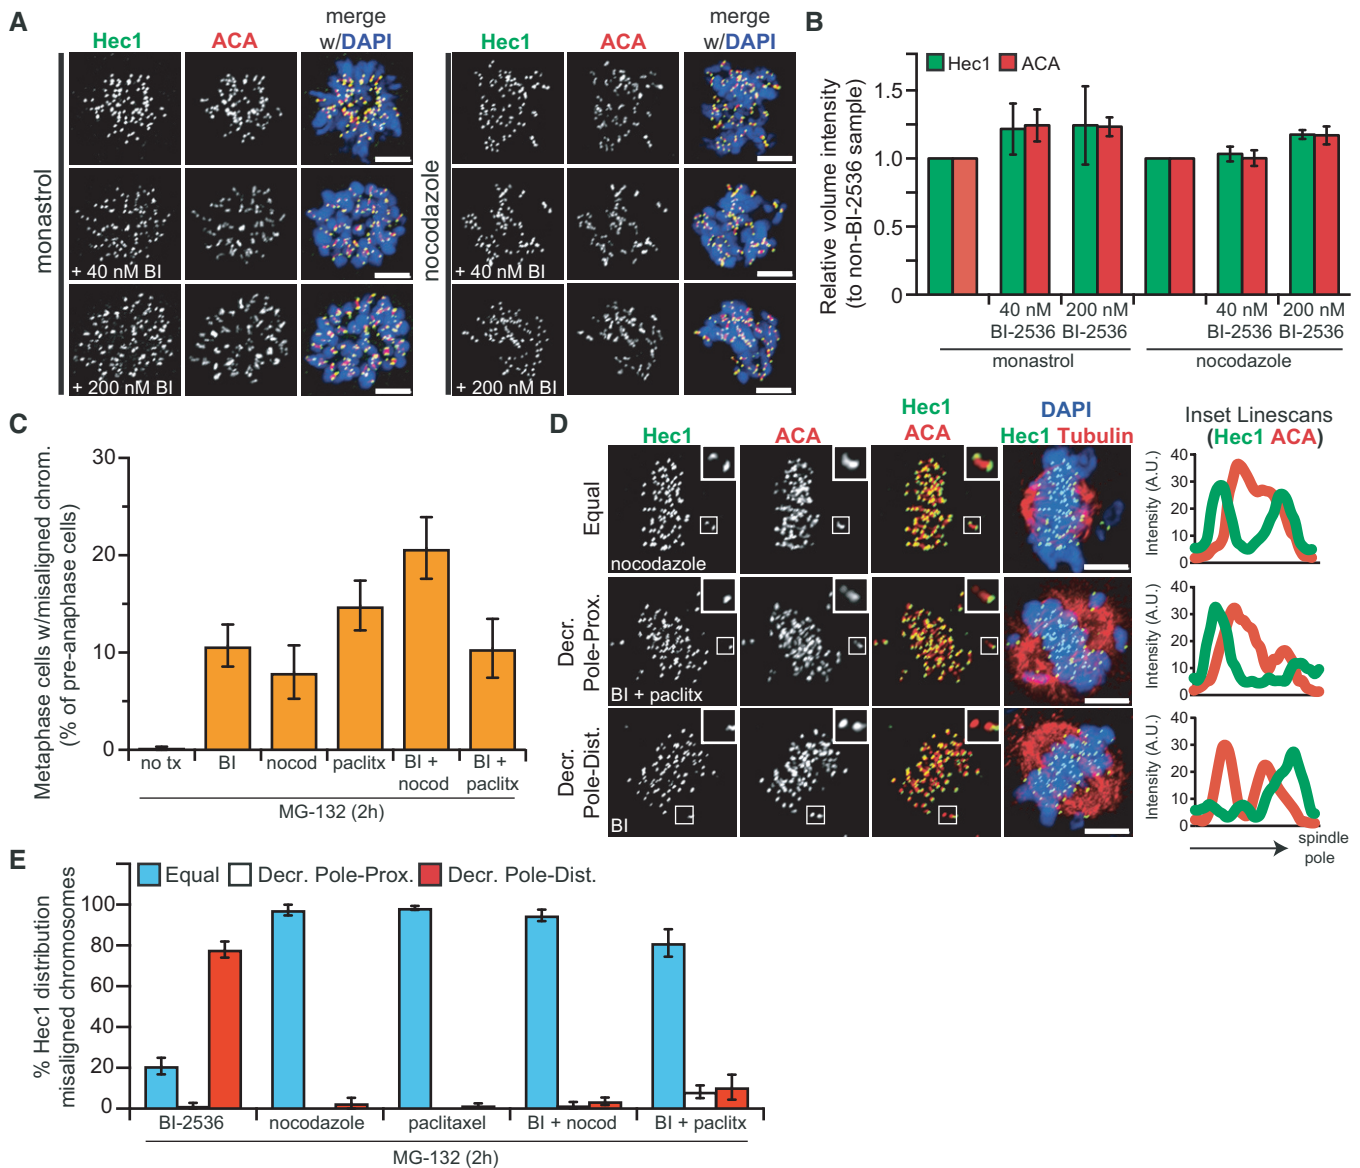 A
Hec1
ACA
merge
w/DAPI
monastrol
+ 40 nM BI
+ 200 nM BI
Hec1
ACA
merge
w/DAPI
nocodazole
+ 40 nM BI
+ 200 nM BI
B
Relative volume intensity
(to non-BI-2536 sample)
Hec1
ACA
1.5
1.0
0.5
0
40 nM
BI-2536
200 nM
BI-2536
40 nM
BI-2536
200 nM
BI-2536
monastrol
nocodazole
C
Metaphase cells w/misaligned chrom.
(% of pre-anaphase cells)
30
20
10
0
no tx
BI
nocod
paclitx
BI +
nocod
BI +
paclitx
MG-132 (2h)
D
Hec1
ACA
Hec1
ACA
DAPI
Hec1 Tubulin
Inset Linescans
(Hec1 ACA)
Equal
nocodazole
Intensity (A.U.)
40
30
20
10
0
Decr.
Pole-Prox.
BI + paclitx
Intensity (A.U.)
40
30
20
10
0
Decr.
Pole-Dist.
BI
Intensity (A.U.)
40
30
20
10
0
spindle
pole
E
% Hec1 distribution
misaligned chromosomes
Equal
Decr. Pole-Prox.
Decr. Pole-Dist.
100
80
60
40
20
0
BI-2536
nocodazole
paclitaxel
BI + nocod
BI + paclitx
MG-132 (2h)